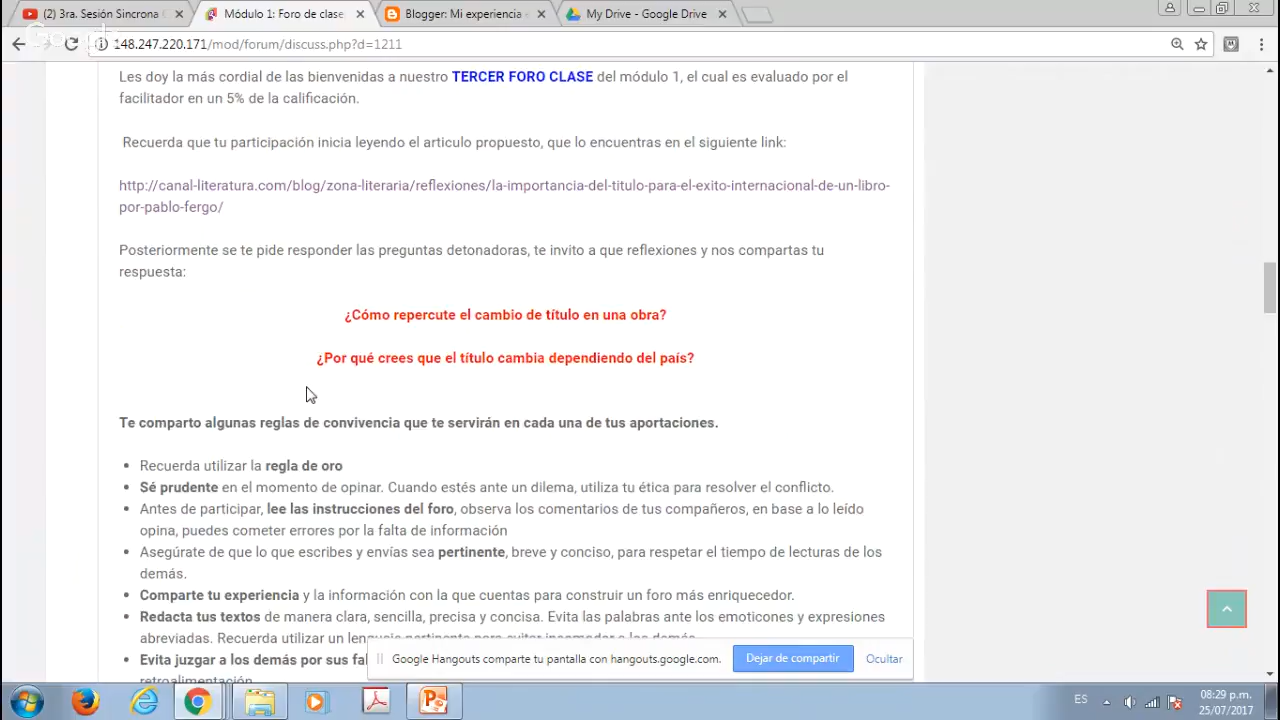 (2) 3ra. Sesión Sincrona
Módulo 1: Foro de clase
Blogger: Mi experiencia
My Drive - Google Drive
148.247.220.171/mod/forum/discuss.php?d=1211
Les doy la más cordial de las bienvenidas a nuestro TERCER FORO CLASE del módulo 1, el cual es evaluado por el
facilitador en un 5% de la calificación.
Recuerda que tu participación inicia leyendo el articulo propuesto, que lo encuentras en el siguiente link:
http://canal-literatura.com/blog/zona-literaria/reflexiones/la-importancia-del-titulo-para-el-exito-internacional-de-un-libro-
por-pablo-fergo/
Posteriormente se te pide responder las preguntas detonadoras, te invito a que reflexiones y nos compartas tu
respuesta:
¿Cómo repercute el cambio de título en una obra?
¿Por qué crees que el título cambia dependiendo del país?
Te comparto algunas reglas de convivencia que te servirán en cada una de tus aportaciones.
Recuerda utilizar la regla de oro
Sé prudente en el momento de opinar. Cuando estés ante un dilema, utiliza tu ética para resolver el conflicto.
Antes de participar, lee las instrucciones del foro, observa los comentarios de tus compañeros, en base a lo leído
opina, puedes cometer errores por la falta de información
Asegúrate de que lo que escribes y envías sea pertinente, breve y conciso, para respetar el tiempo de lecturas de los
demás.
Comparte tu experiencia y la información con la que cuentas para construir un foro más enriquecedor.
Redacta tus textos de manera clara, sencilla, precisa y concisa. Evita las palabras ante los emoticones y expresiones
abreviadas. Recuerda utilizar un lenguaje pertinente para evitar incomodar a los demás.
Evita juzgar a los demás por sus
retroalimentación
Google Hangouts comparte tu pantalla con hangouts.google.com.
Dejar de compartir
Ocultar
ES
08:29 p.m.
25/07/2017